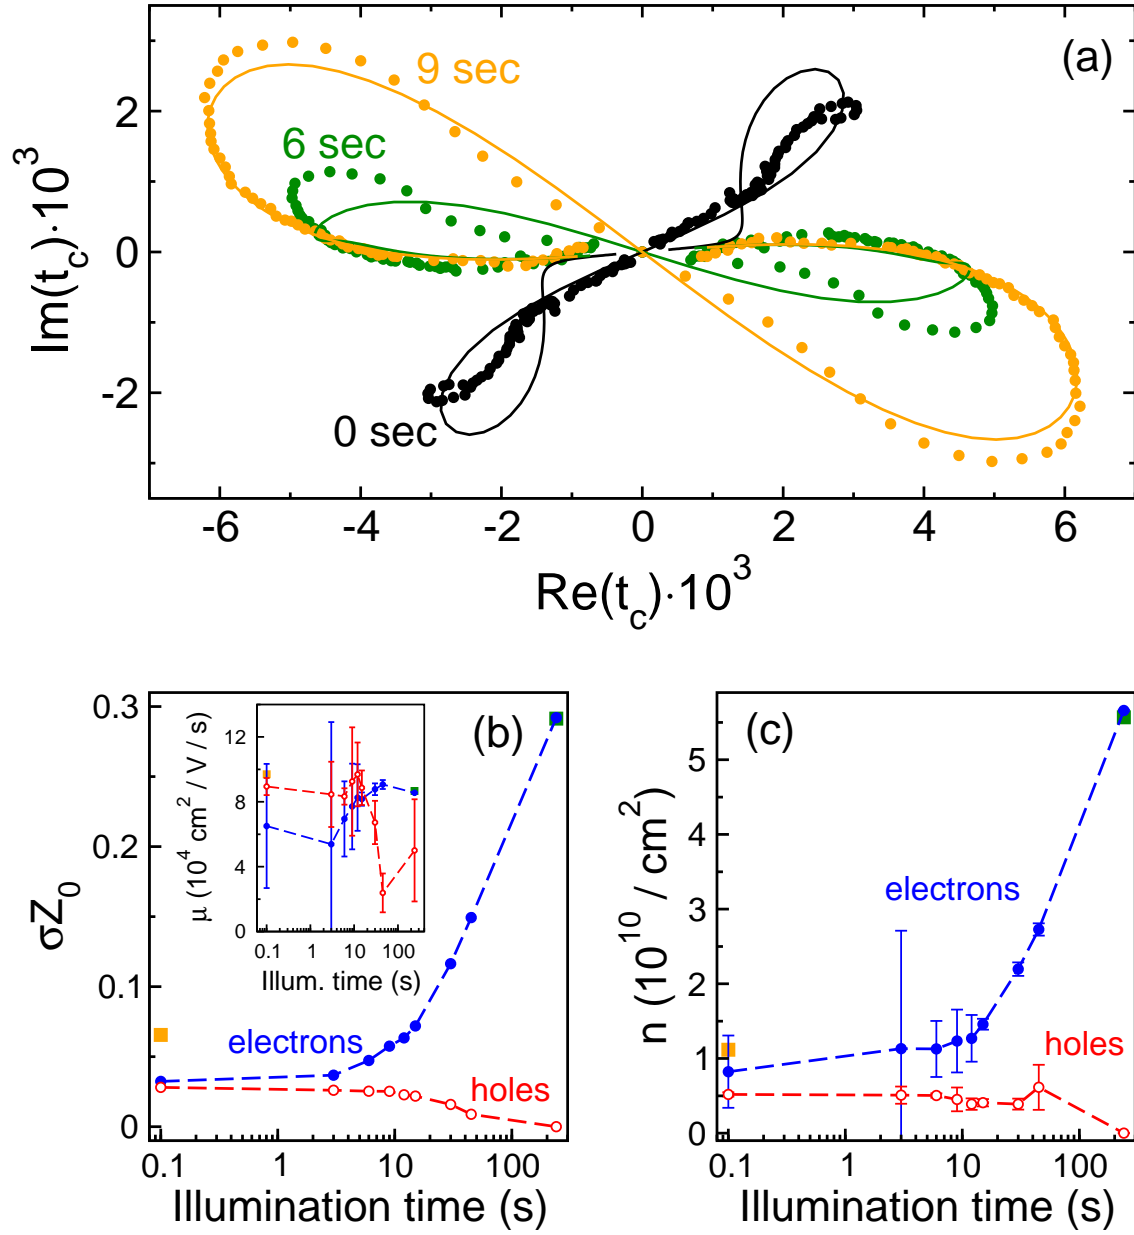 (a)
9 sec
6 sec
0 sec
2
0
-2
Im(t_c)·10^3
-6 -4 -2 0 2 4 6
Re(t_c)·10^3
(b)
0.3
0.2
0.1
0
σZ_0
electrons
holes
0.1 1 10 100
Illumination time (s)
12
8
4
0
μ (10^4 cm^2 / V / s)
0.1 1 10 100
Illum. time (s)
(c)
5
4
3
2
1
0
n (10^10 / cm^2)
electrons
holes
0.1 1 10 100
Illumination time (s)